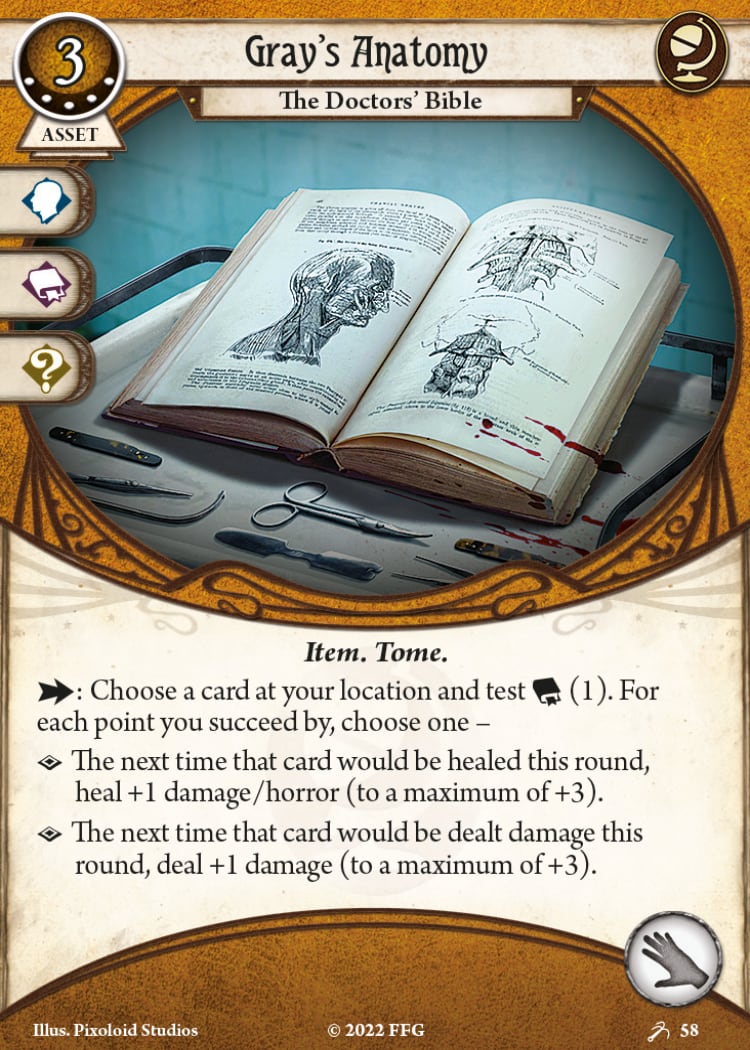 3
Gray's Anatomy
The Doctors' Bible
ASSET
?
Item. Tome.
: Choose a card at your location and test (1). For
each point you succeed by, choose one –
The next time that card would be healed this round,
heal +1 damage/horror (to a maximum of +3).
The next time that card would be dealt damage this
round, deal +1 damage (to a maximum of +3).
Illus. Pixoloid Studios
© 2022 FFG
58